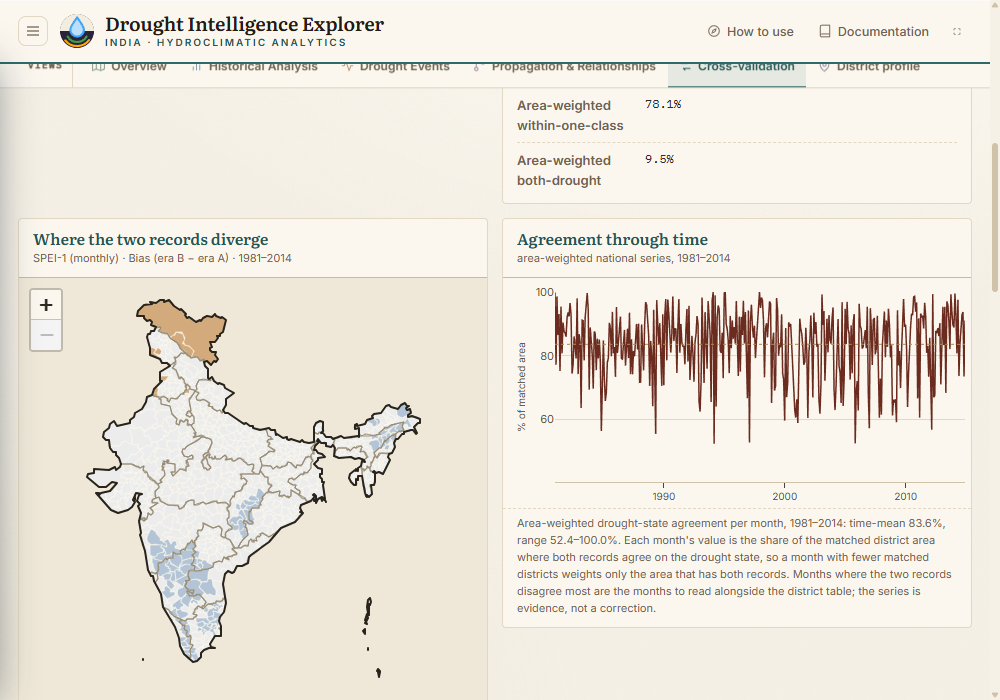 Drought Intelligence Explorer
INDIA · HYDROCLIMATIC ANALYTICS
How to use
Documentation
VIEWS
Overview
Historical Analysis
Drought Events
Propagation & Relationships
Cross-validation
District profile
Area-weighted
within-one-class
78.1%
Area-weighted
both-drought
9.5%
Where the two records diverge
SPEI-1 (monthly) · Bias (era B − era A) · 1981–2014
+
−
Agreement through time
area-weighted national series, 1981–2014
% of matched area
100
80
60
1990
2000
2010
Area-weighted drought-state agreement per month, 1981–2014: time-mean 83.6%,
range 52.4–100.0%. Each month's value is the share of the matched district area
where both records agree on the drought state, so a month with fewer matched
districts weights only the area that has both records. Months where the two records
disagree most are the months to read alongside the district table; the series is
evidence, not a correction.